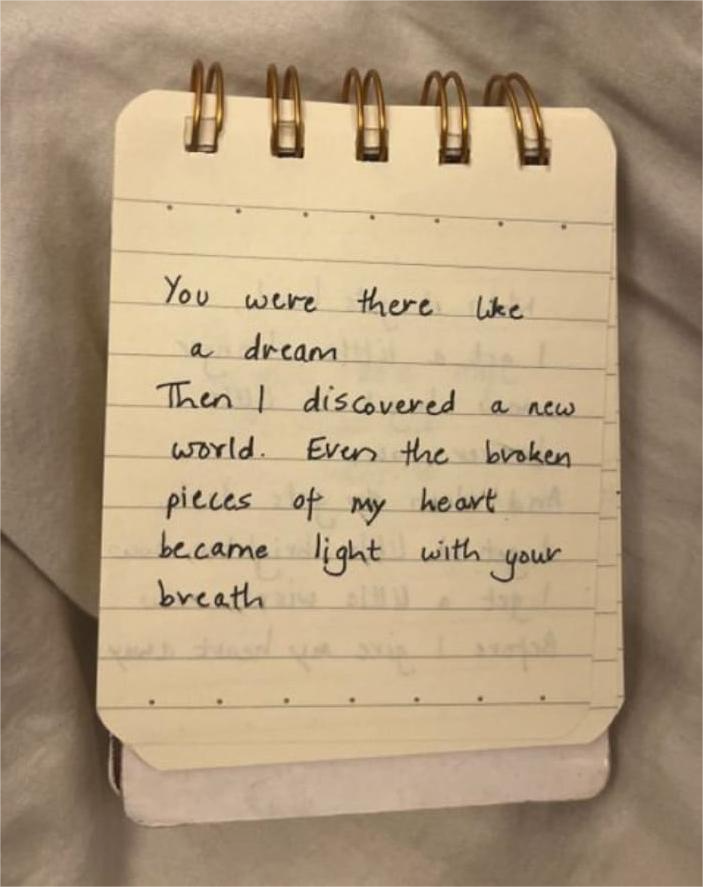 You were there like
a dream
Then I discovered a new
world. Even the broken
pieces of my heart
became light with your
breath